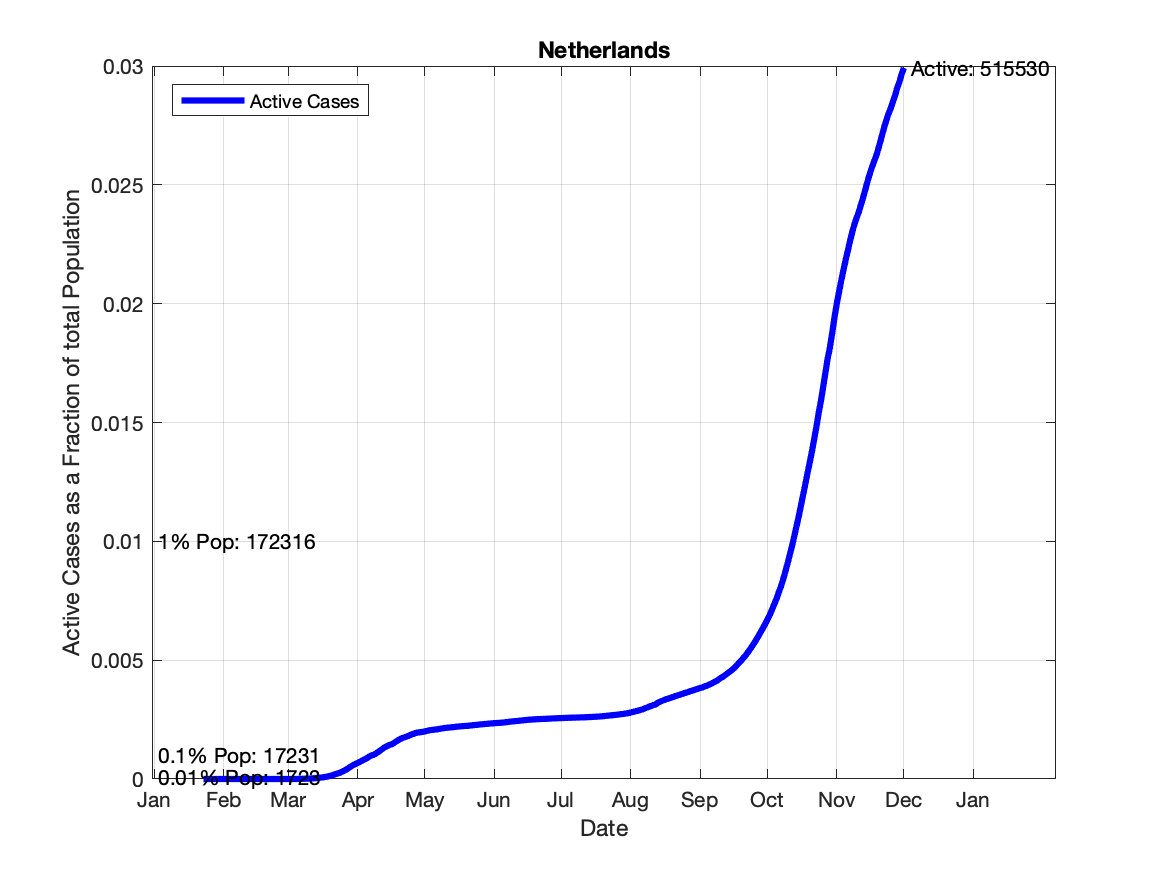 Netherlands
Active Cases
Active: 515530
0.03
0.025
0.02
0.015
0.01
0.005
0
Active Cases as a Fraction of total Population
1% Pop: 172316
0.1% Pop: 17231
0.01% Pop: 1723
Jan Feb Mar Apr May Jun Jul Aug Sep Oct Nov Dec Jan
Date